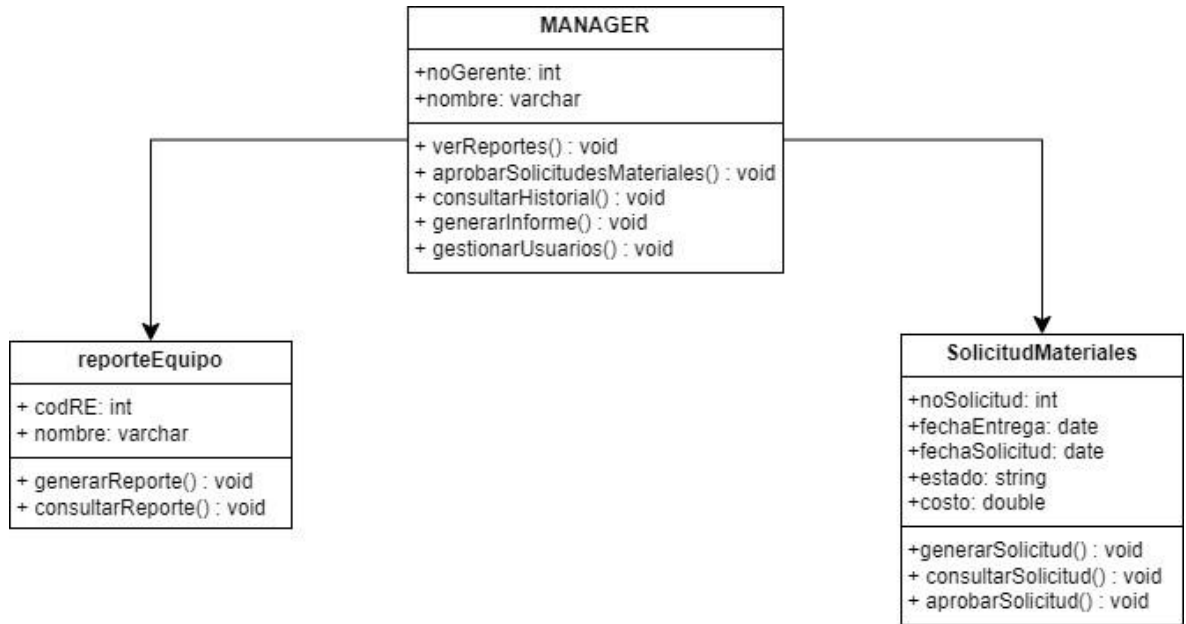 MANAGER
+noGerente: int
+nombre: varchar
+ verReportes() : void
+ aprobarSolicitudesMateriales() : void
+ consultarHistorial() : void
+ generarInforme() : void
+ gestionarUsuarios() : void
reporteEquipo
+ codRE: int
+ nombre: varchar
+ generarReporte() : void
+ consultarReporte() : void
SolicitudMateriales
+noSolicitud: int
+fechaEntrega: date
+fechaSolicitud: date
+estado: string
+costo: double
+generarSolicitud() : void
+ consultarSolicitud() : void
+ aprobarSolicitud() : void